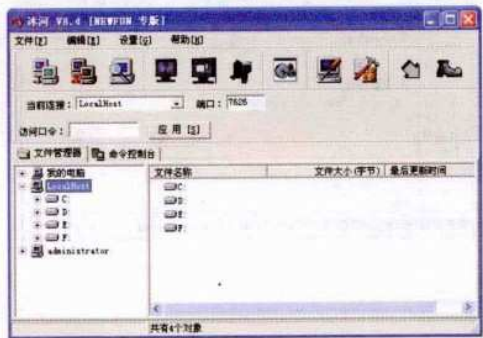 冰河 V8.4 [NEWFUN 专版]
文件[F] 编辑[E] 设置[G] 帮助[H]
当前连接：LocalHost 端口：7626
访问口令： 应用[S]
文件管理器 命令控制台
我的电脑
LocalHost
C:
D:
E:
F:
administrator
文件名称 文件大小(字节) 最后更新时间
C:
D:
E:
F:
共有4个对象